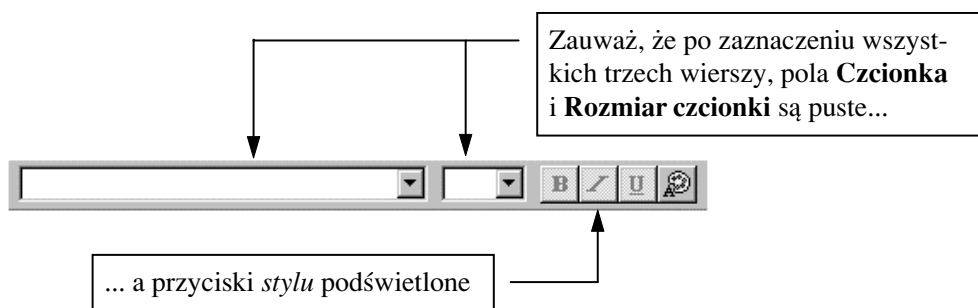 Zauważ, że po zaznaczeniu wszyst-
kich trzech wierszy, pola Czcionka
i Rozmiar czcionki są puste...
B I U A
... a przyciski stylu podświetlone